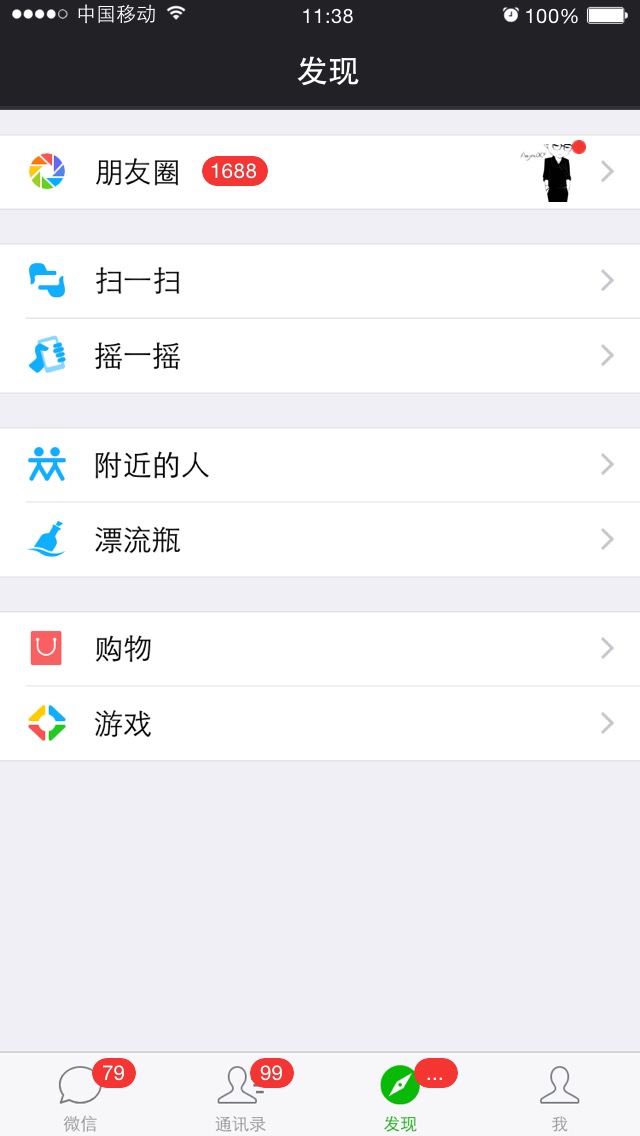 中国移动
11:38
100%
发现
朋友圈 1688
扫一扫
摇一摇
附近的人
漂流瓶
购物
游戏
79
99
...
微信
通讯录
发现
我